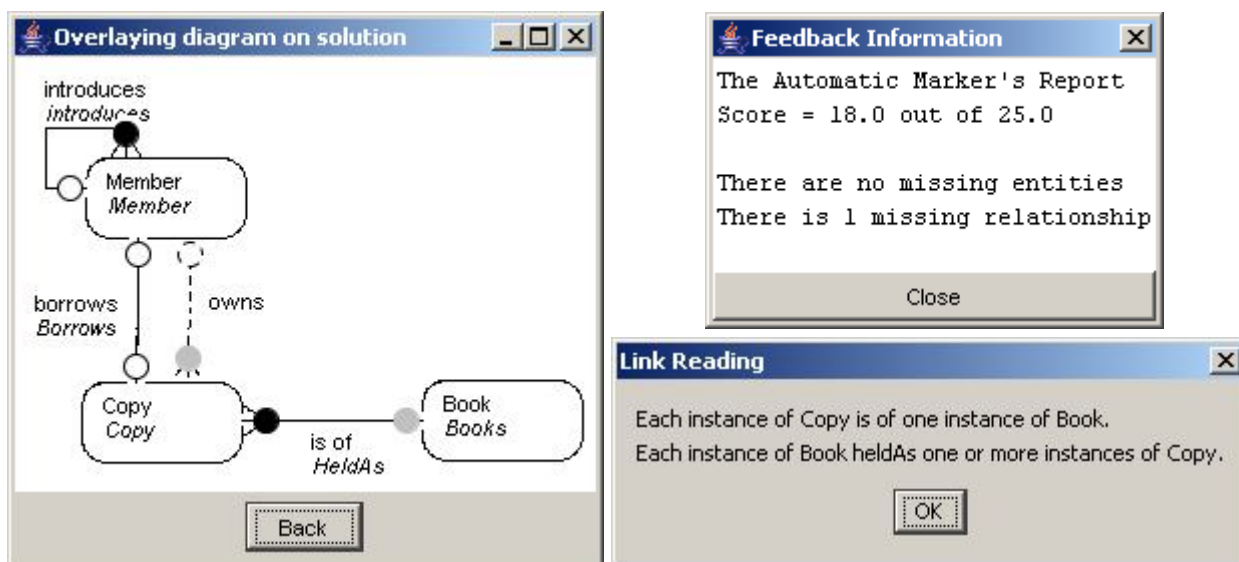 Overlaying diagram on solution
introduces
introduces
Member
Member
borrows
Borrows
owns
Copy
Copy
is of
HeldAs
Book
Books
Back
Feedback Information
The Automatic Marker's Report
Score = 18.0 out of 25.0
There are no missing entities
There is 1 missing relationship
Close
Link Reading
Each instance of Copy is of one instance of Book.
Each instance of Book heldAs one or more instances of Copy.
OK